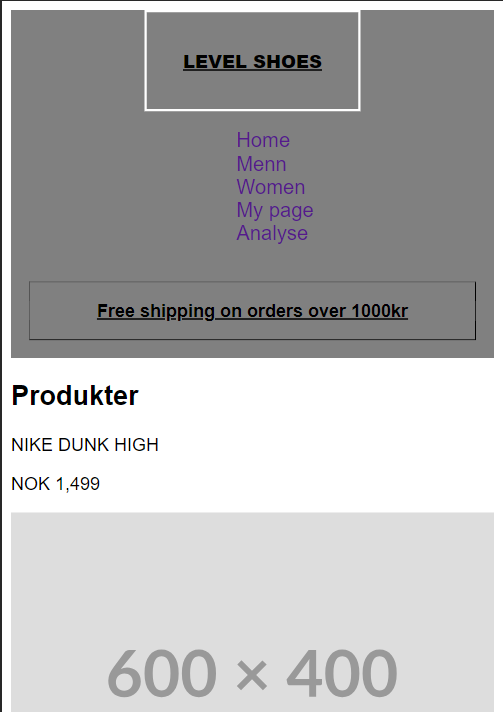 LEVEL SHOES
Home
Menn
Women
My page
Analyse
Free shipping on orders over 1000kr
Produkter
NIKE DUNK HIGH
NOK 1,499
600 × 400